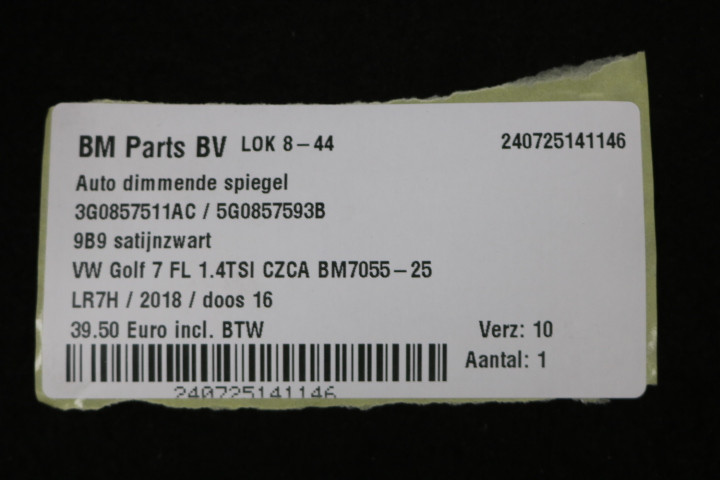 BM Parts BV LOK 8-44 240725141146
Auto dimmende spiegel
3G0857511AC / 5G0857593B
9B9 satijnzwart
VW Golf 7 FL 1.4TSI CZCA BM7055-25
LR7H / 2018 / doos 16
39.50 Euro incl. BTW Verz: 10
Aantal: 1
240725141146